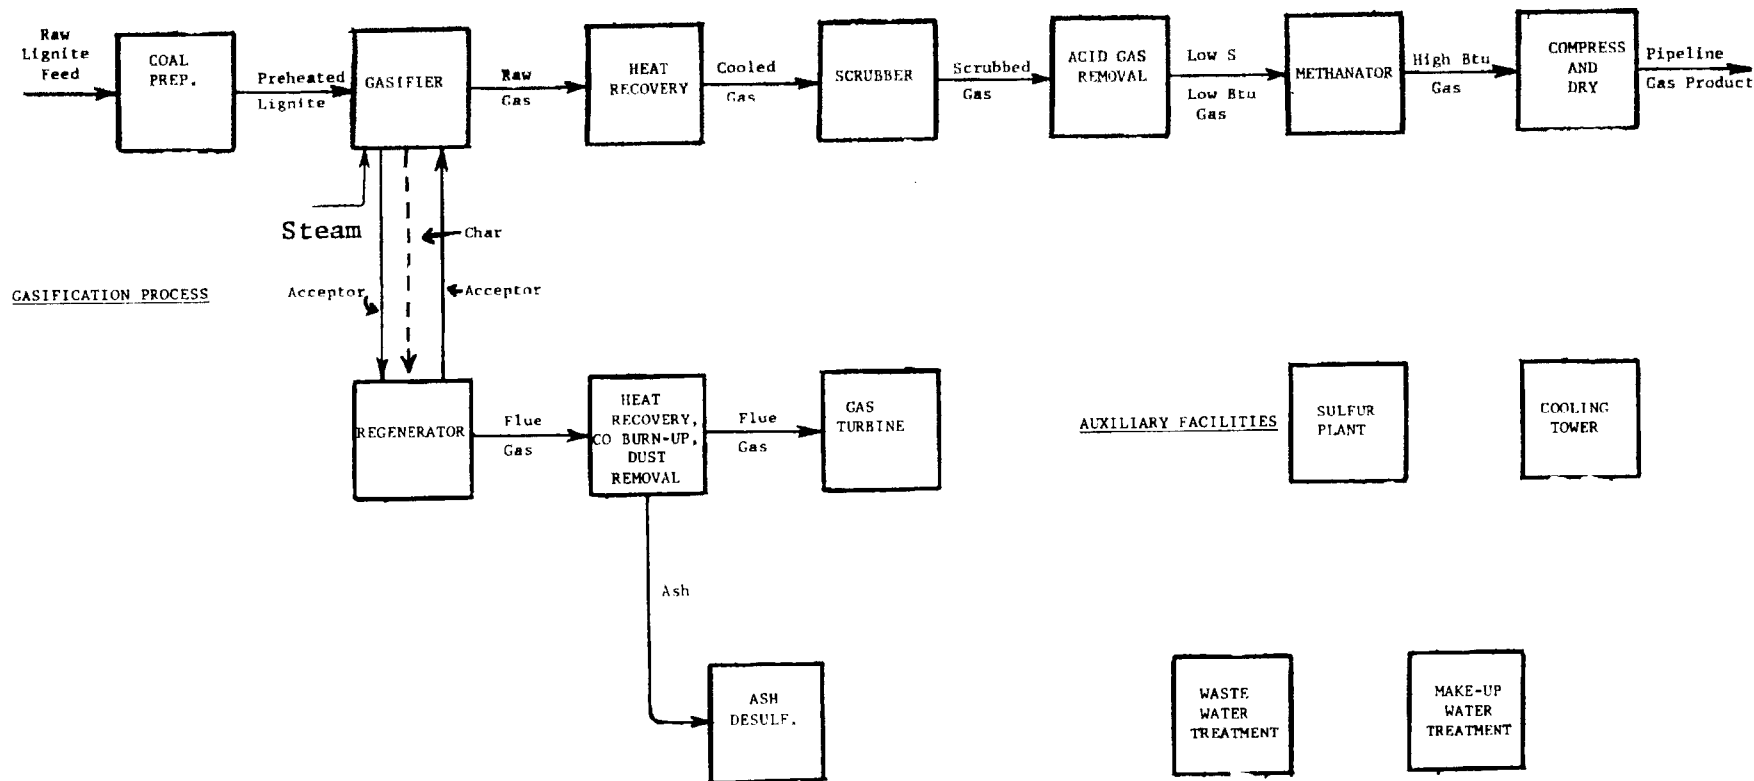 Raw
Lignite
Feed
COAL
PREP.
Preheated
Lignite
GASIFIER
Raw
Gas
HEAT
RECOVERY
Cooled
Gas
SCRUBBER
Scrubbed
Gas
ACID GAS
REMOVAL
Low S
Low Btu
Gas
METHANATOR
High Btu
Gas
COMPRESS
AND
DRY
Pipeline
Gas Product
Steam
Char
Acceptor
Acceptor
GASIFICATION PROCESS
REGENERATOR
Flue
Gas
HEAT
RECOVERY,
CO BURN-UP,
DUST
REMOVAL
Flue
Gas
GAS
TURBINE
Ash
ASH
DESULF.
AUXILIARY FACILITIES
SULFUR
PLANT
COOLING
TOWER
WASTE
WATER
TREATMENT
MAKE-UP
WATER
TREATMENT